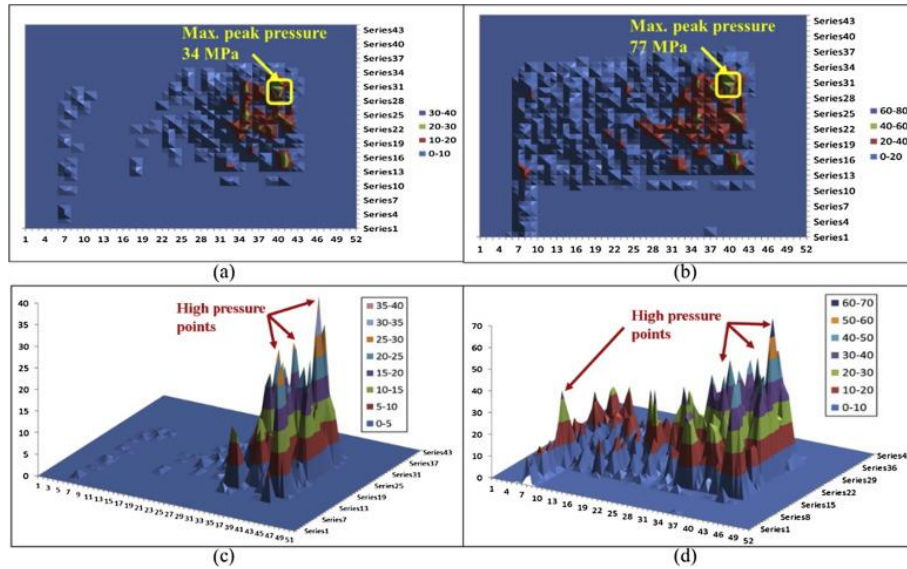 Max. peak pressure
34 MPa
Series43
Series40
Series37
Series34
Series31
Series28
Series25
Series22
Series19
Series16
Series13
Series10
Series7
Series4
Series1
30-40
20-30
10-20
0-10
1 4 7 10 13 16 19 22 25 28 31 34 37 40 43 46 49 52
(a)
Max. peak pressure
77 MPa
Series43
Series40
Series37
Series34
Series31
Series28
Series25
Series22
Series19
Series16
Series13
Series10
Series7
Series4
Series1
60-80
40-60
20-40
0-20
1 4 7 10 13 16 19 22 25 28 31 34 37 40 43 46 49 52
(b)
High pressure
points
40
35
30
25
20
15
10
5
0
35-40
30-35
25-30
20-25
15-20
10-15
5-10
0-5
1 3 5 7 9 11 13 15 17 19 21 23 25 27 29 31 33 35 37 39 41 43 45 47 49 51
Series43
Series37
Series31
Series25
Series19
Series13
Series7
Series1
(c)
High pressure
points
70
60
50
40
30
20
10
0
60-70
50-60
40-50
30-40
20-30
10-20
0-10
1 4 7 10 13 16 19 22 25 28 31 34 37 40 43 46 49 52
Series4
Series36
Series29
Series22
Series15
Series8
Series1
(d)